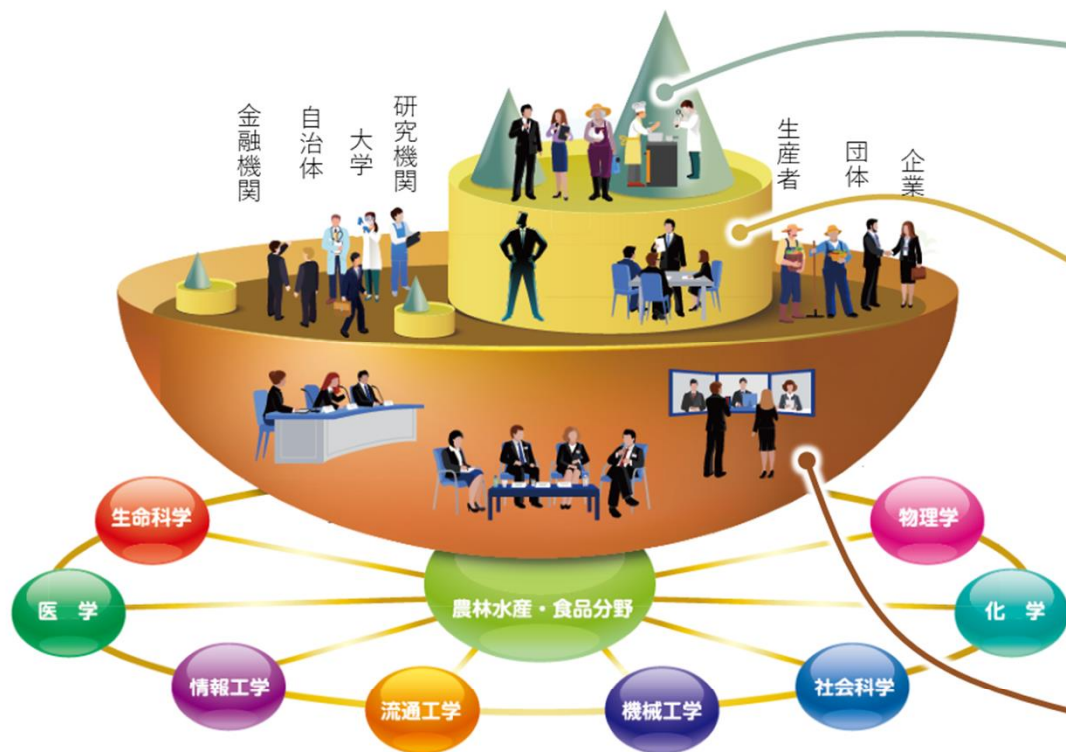 金融機関
自治体
大学
研究機関
生産者
団体
企業
生命科学
物理学
医　学
農林水産・食品分野
化　学
情報工学
社会科学
流通工学
機械工学